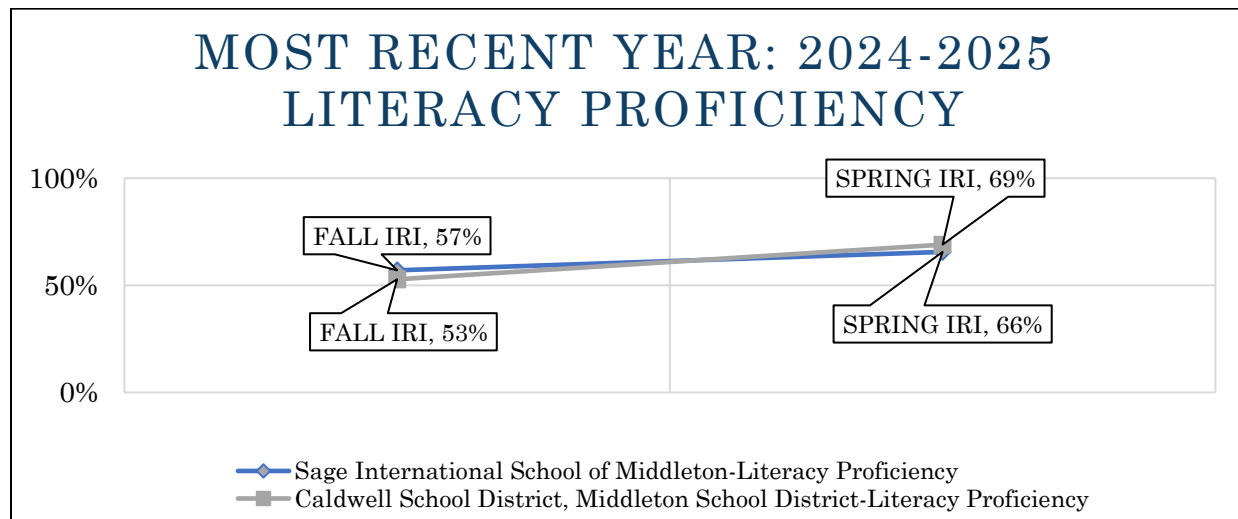 MOST RECENT YEAR: 2024-2025
LITERACY PROFICIENCY
100%
SPRING IRI, 69%
FALL IRI, 57%
50%
FALL IRI, 53%
SPRING IRI, 66%
0%
Sage International School of Middleton-Literacy Proficiency
Caldwell School District, Middleton School District-Literacy Proficiency